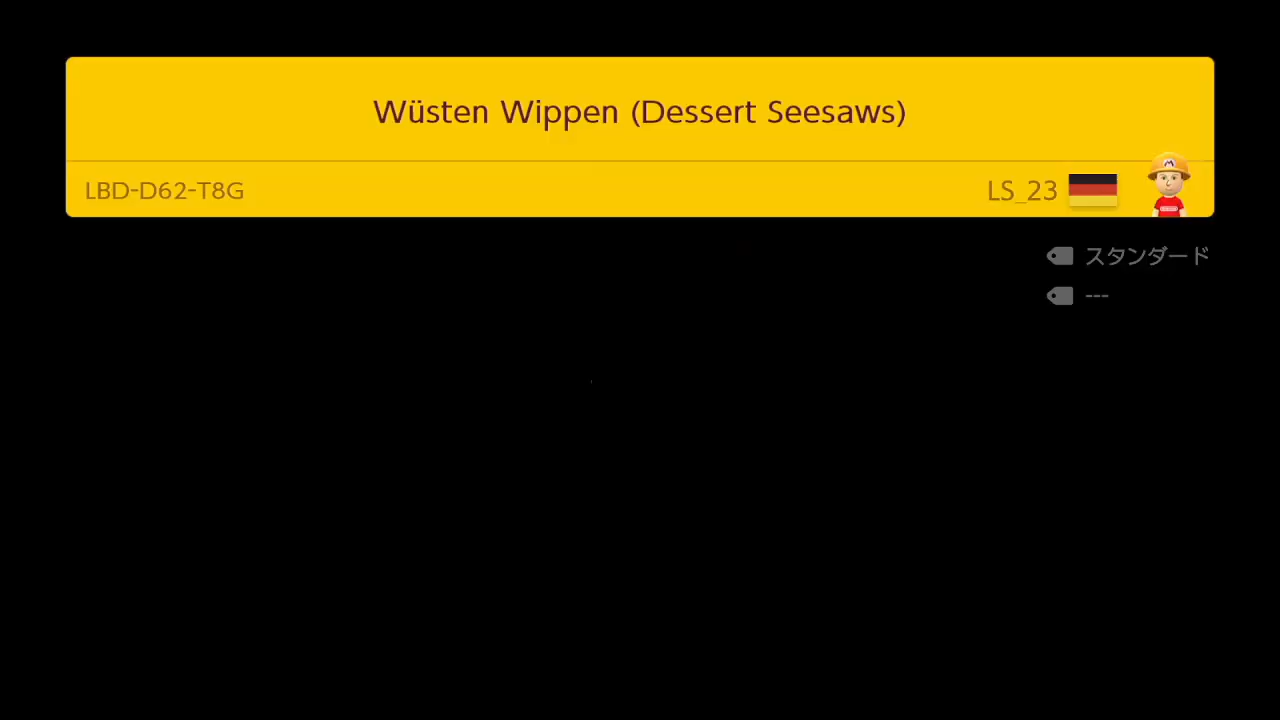 Wüsten Wippen (Dessert Seesaws)
LBD-D62-T8G
LS_23
スタンダード
---